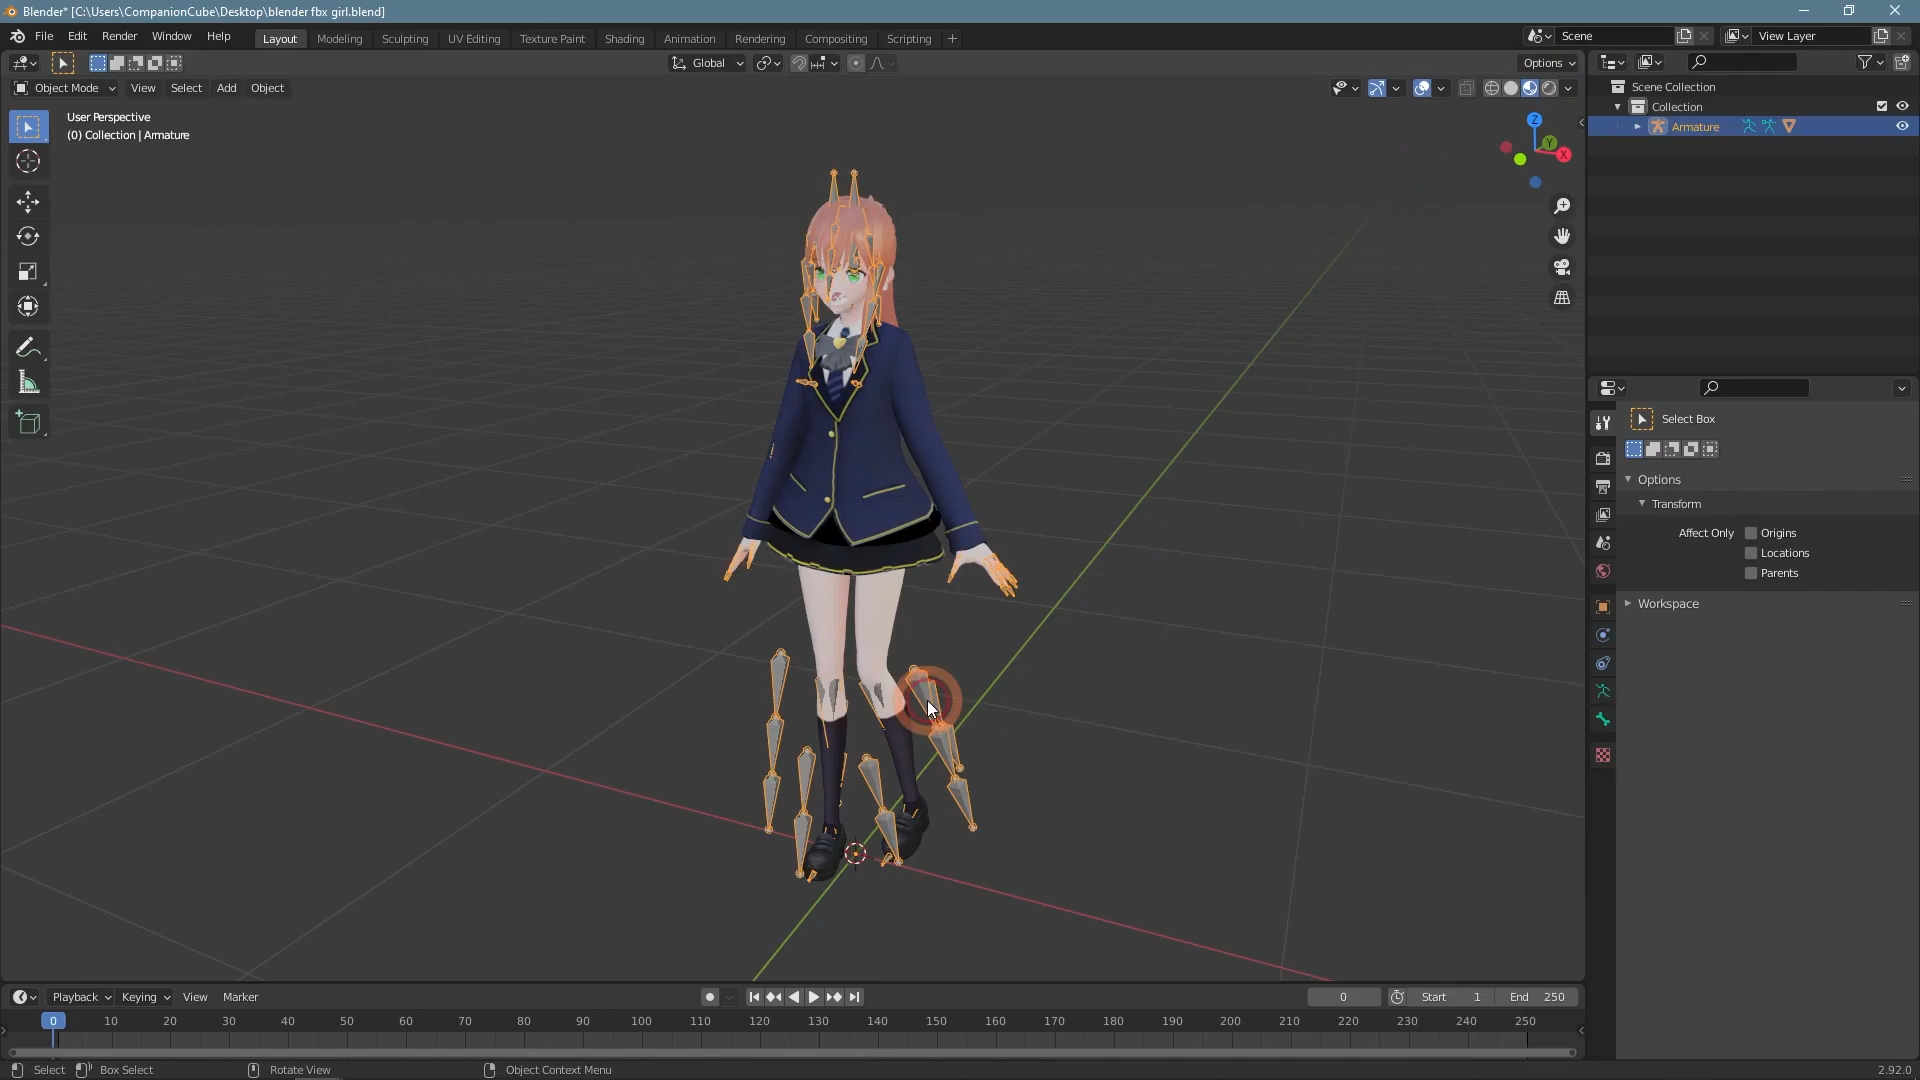 Blender* [C:\Users\CompanionCube\Desktop\blender fbx girl.blend]
File Edit Render Window Help
Layout Modeling Sculpting UV Editing Texture Paint Shading Animation Rendering Compositing Scripting +
Scene
View Layer
Global
Options
Object Mode View Select Add Object
User Perspective
(0) Collection | Armature
Z
Y
X
Scene Collection
Collection
Armature
Select Box
Options
Transform
Affect Only Origins
Locations
Parents
Workspace
Playback Keying View Marker
0 Start 1 End 250
0 10 20 30 40 50 60 70 80 90 100 110 120 130 140 150 160 170 180 190 200 210 220 230 240 250
Select Box Select Rotate View Object Context Menu 2.92.0